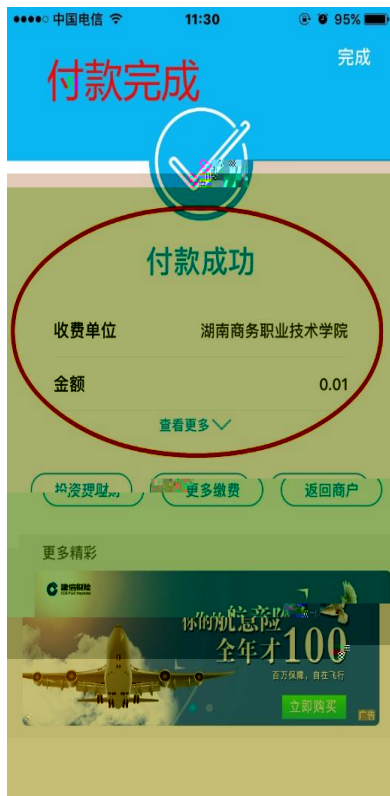 中国电信 11:30 95%
完成
付款完成
付款成功
收费单位 湖南商务职业技术学院
金额 0.01
查看更多
投资理财 更多缴费 返回商户
更多精彩
建信保险
你的航意险
全年才100
百万保障，自在飞行
立即购买
广告